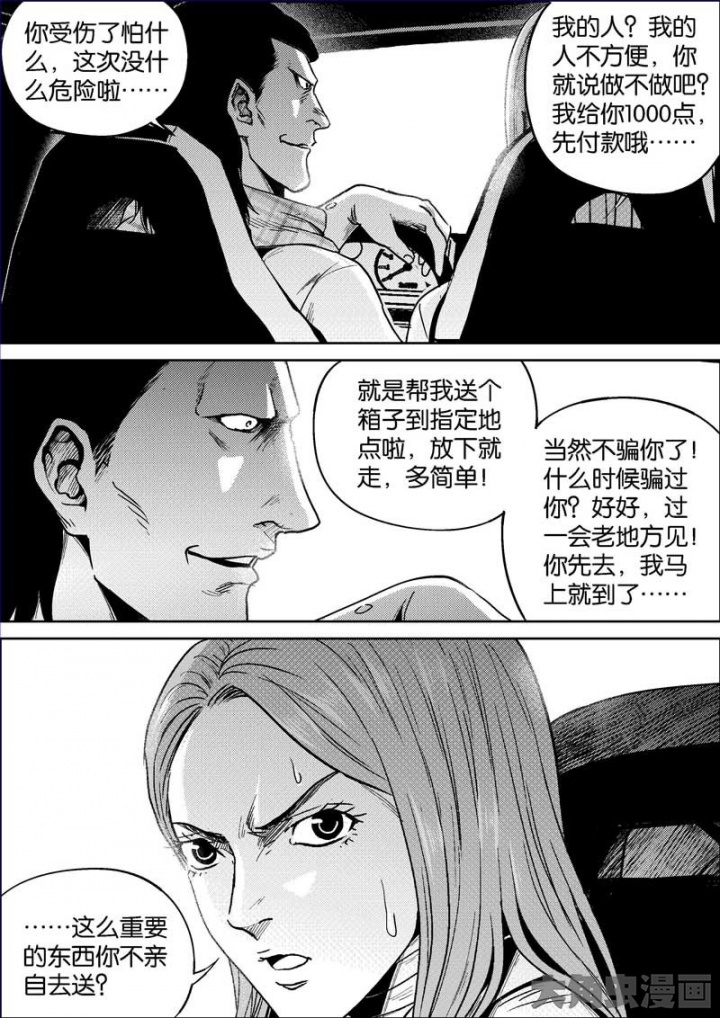 你受伤了怕什
么，这次没什
么危险啦……
我的人？我的
人不方便，你
就说做不做吧？
我给你1000点，
先付款哦……
就是帮我送个
箱子到指定地
点啦，放下就
走，多简单！
当然不骗你了！
什么时候骗过
你？好好，过
一会老地方见！
你先去，我马
上就到了……
……这么重要
的东西你不亲
自去送？
大角虫漫画